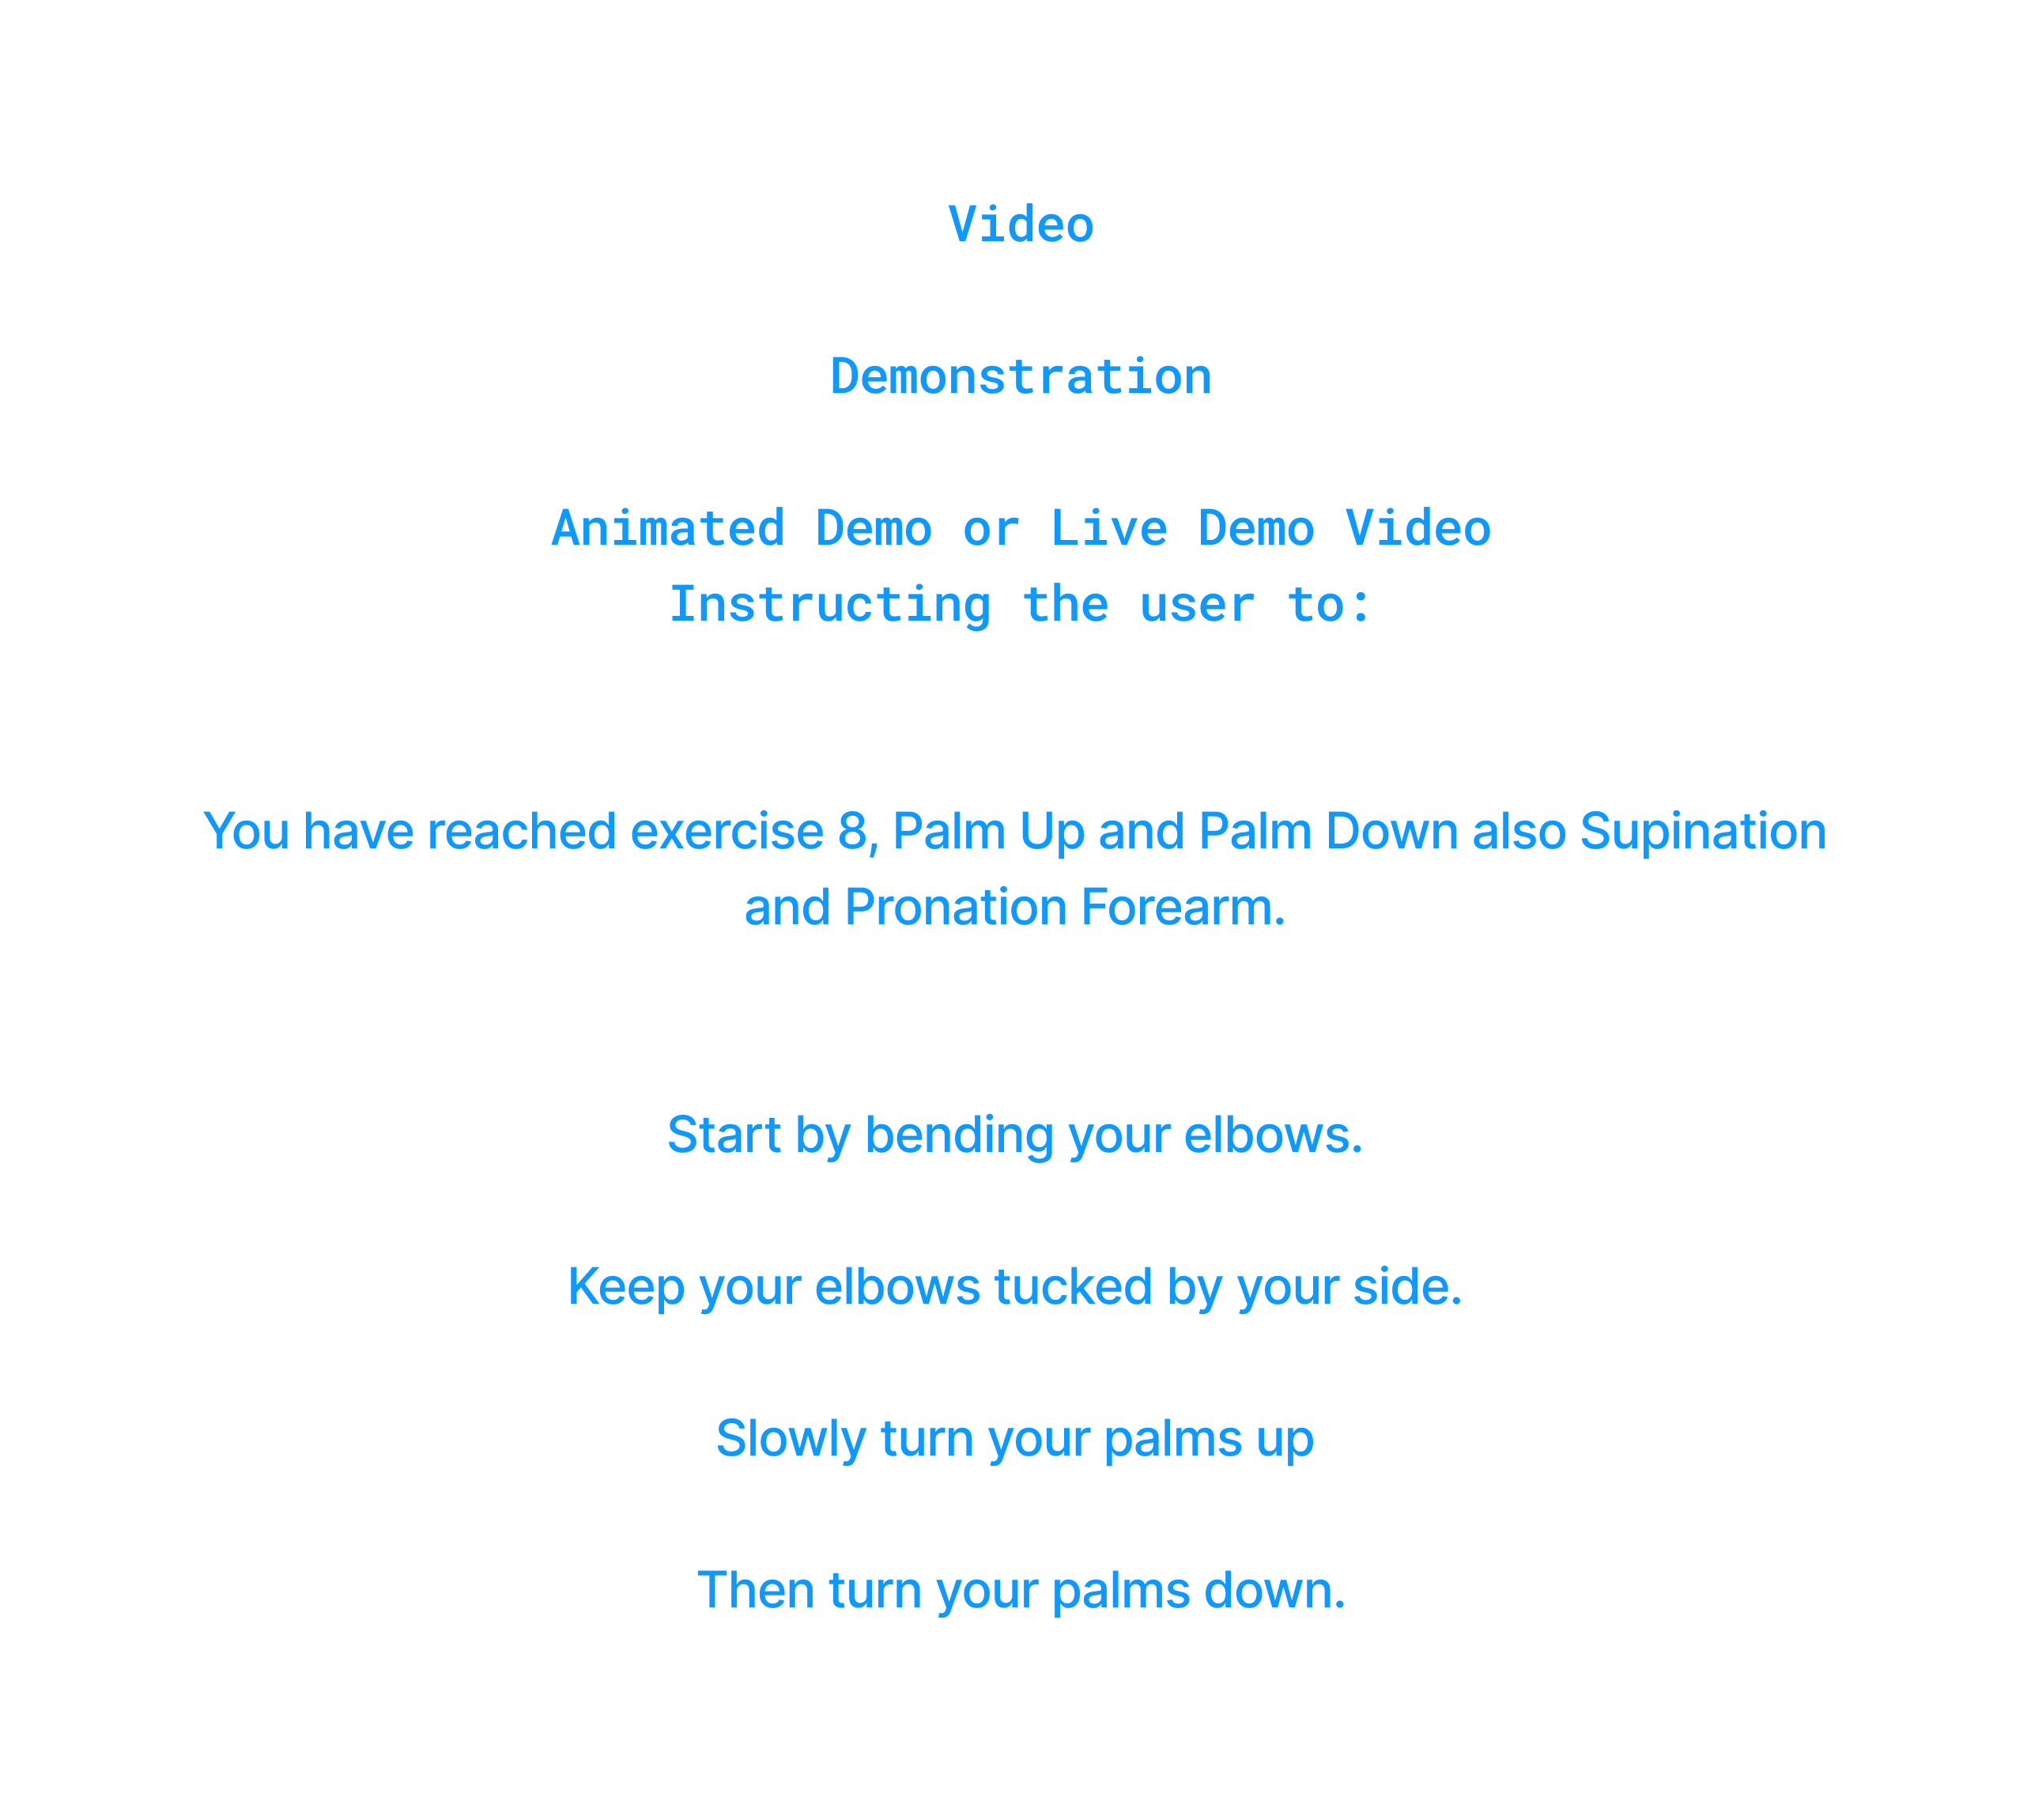 Video
Demonstration
Animated Demo or Live Demo Video
Instructing the user to:
You have reached exercise 8, Palm Up and Palm Down also Supination
and Pronation Forearm.
Start by bending your elbows.
Keep your elbows tucked by your side.
Slowly turn your palms up
Then turn your palms down.